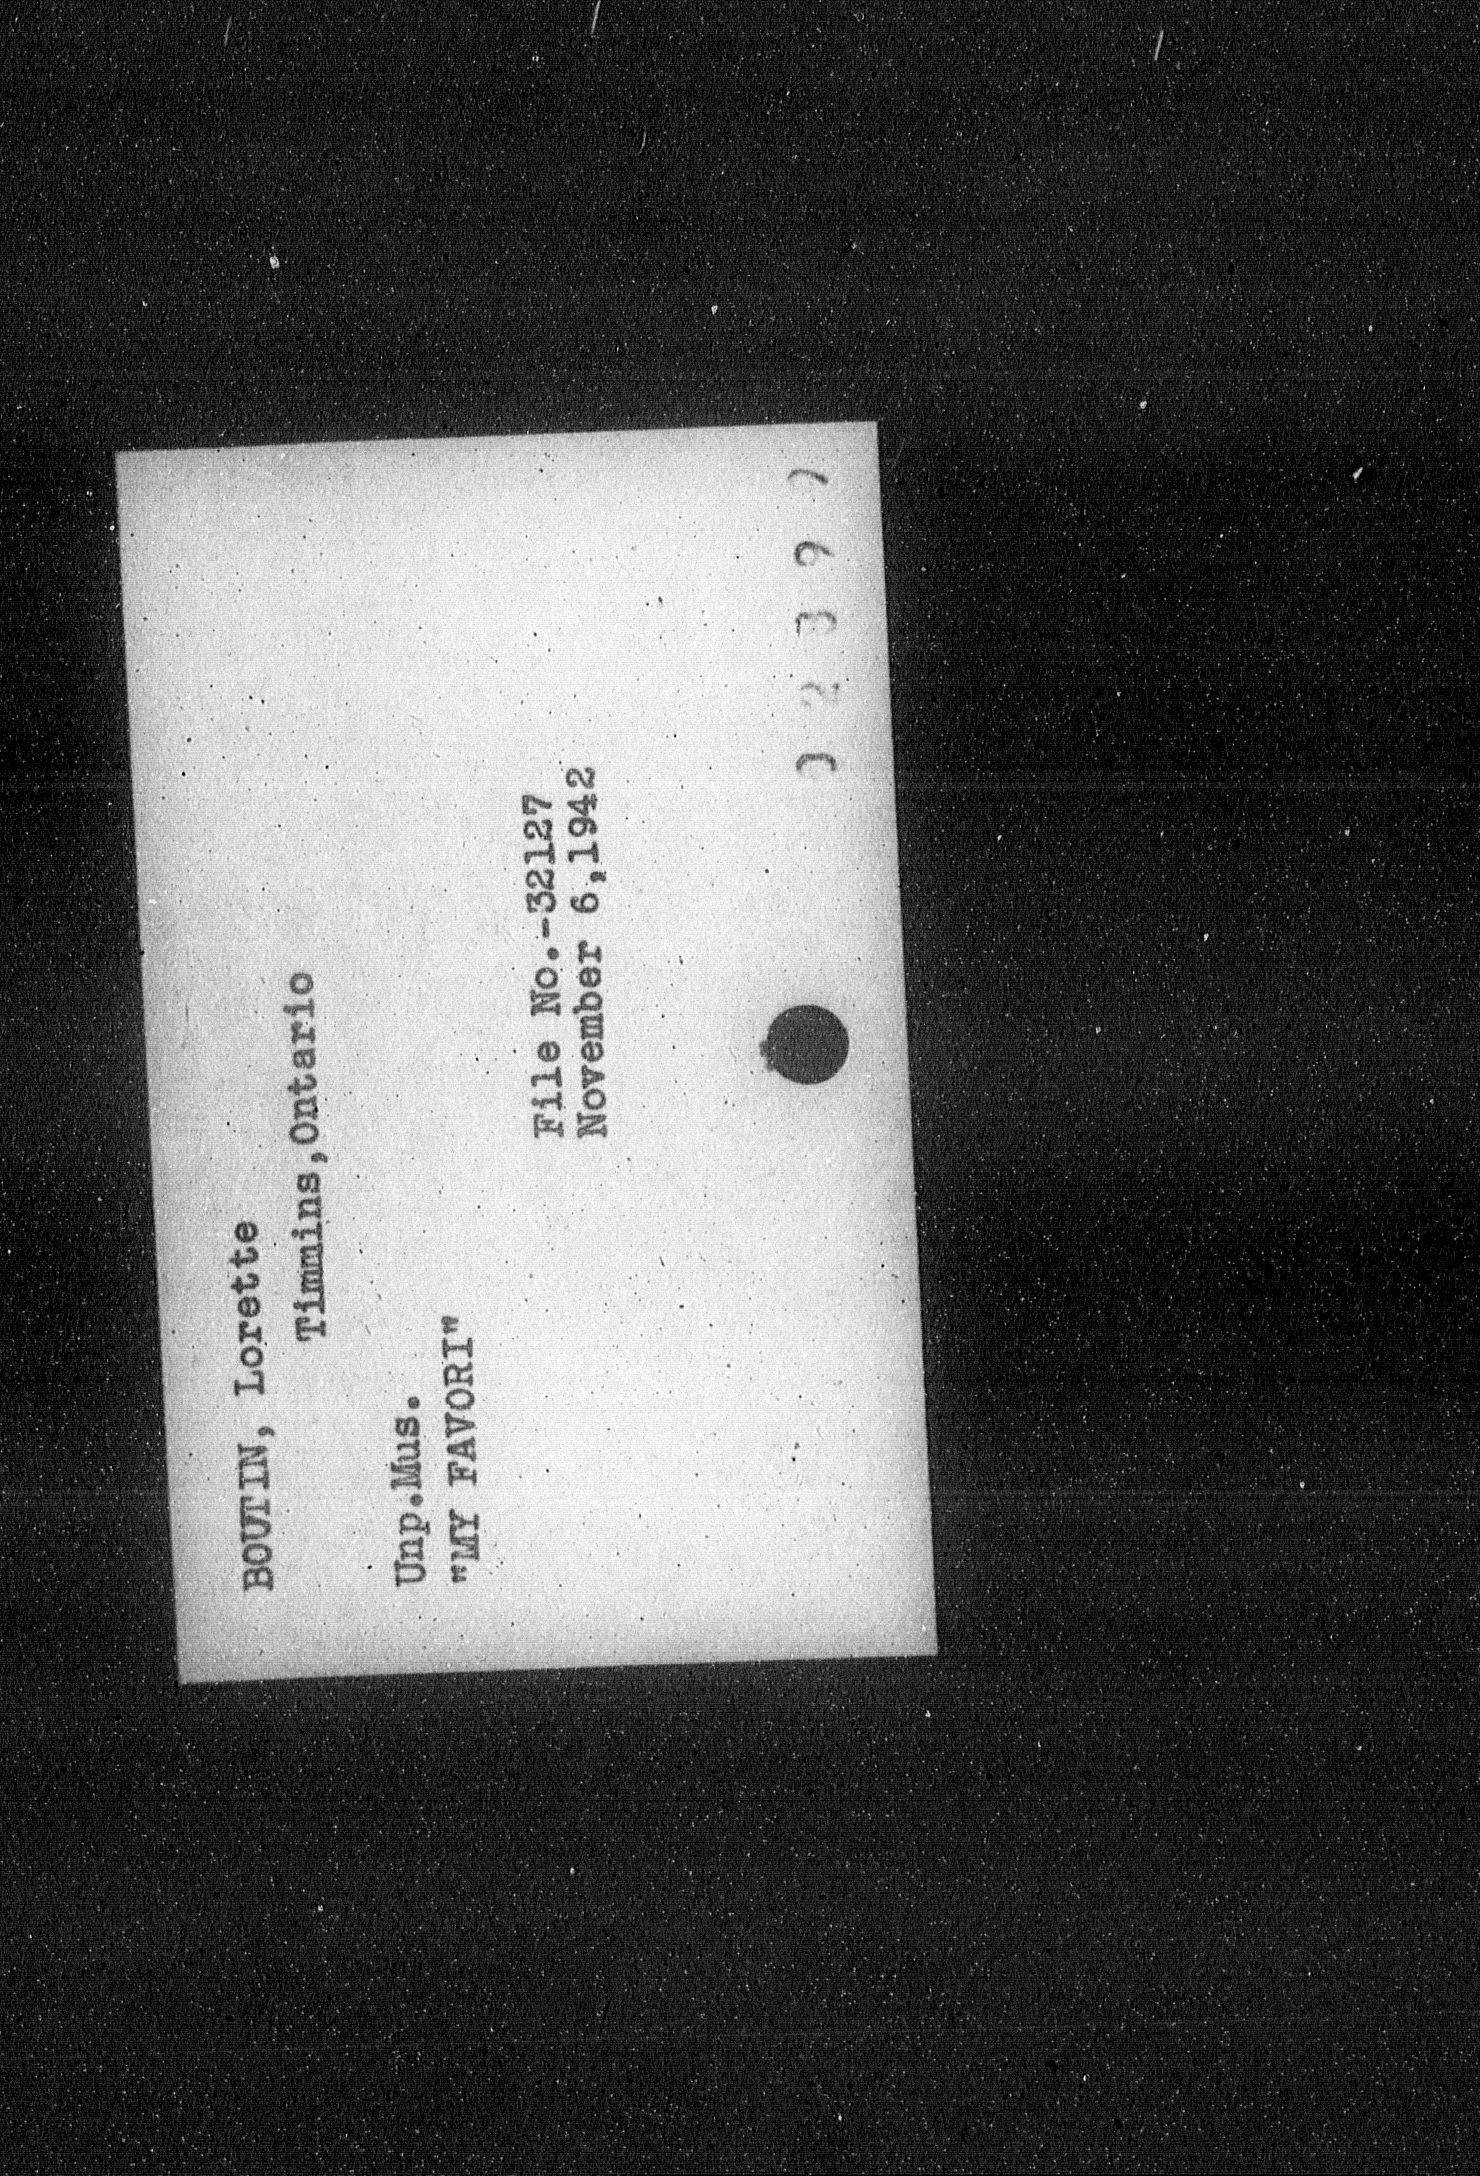 BOUTIN, Lorette
Timmins,Ontario
Unp.Mus.
"MY FAVORI"
File No.-32127
November 6,1942